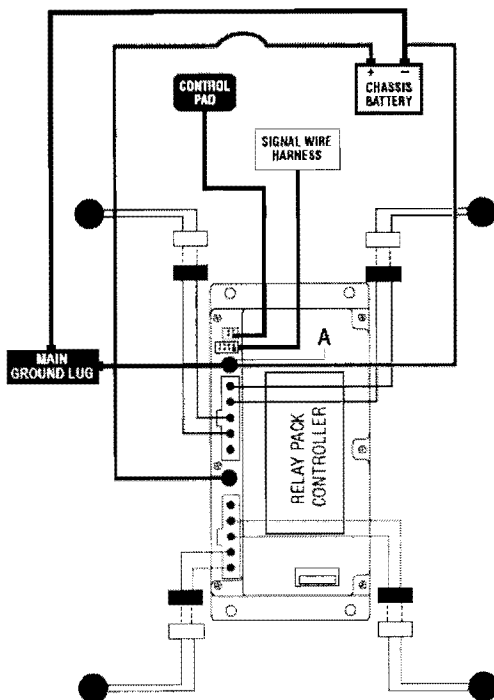 CONTROL
PAD
+ -
CHASSIS
BATTERY
SIGNAL WIRE
HARNESS
A
MAIN
GROUND LUG
RELAY PACK
CONTROLLER